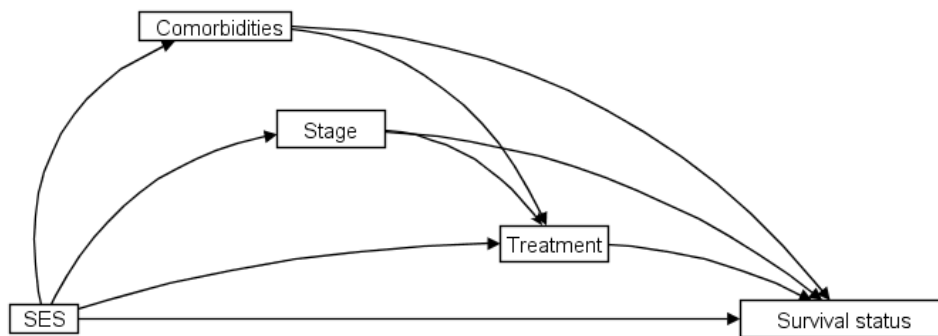 Comorbidities
Stage
Treatment
SES
Survival status